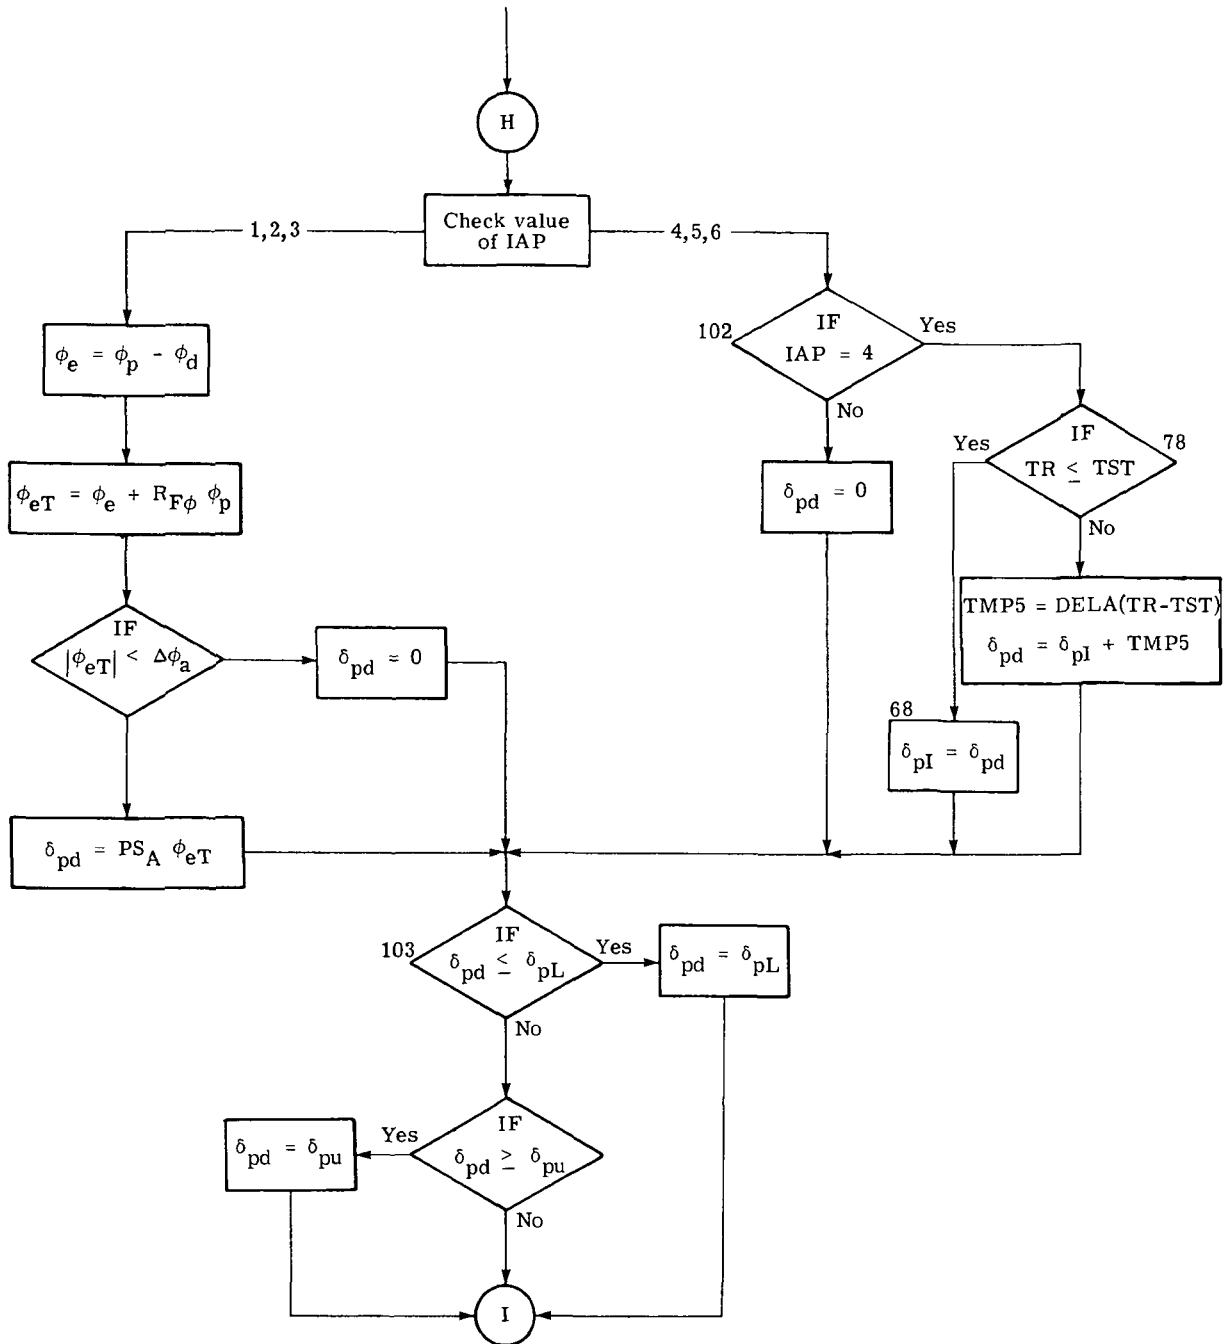 H
Check value
of IAP
1,2,3
4,5,6
ϕe = ϕp - ϕd
102
IF
IAP = 4
Yes
No
ϕeT = ϕe + RFϕ ϕp
Yes
IF
TR ≤ TST
78
No
δpd = 0
IF
|ϕeT| < Δϕa
δpd = 0
TMP5 = DELA(TR-TST)
δpd = δpI + TMP5
68
δpI = δpd
δpd = PSA ϕeT
103
IF
δpd ≤ δpL
Yes
No
δpd = δpL
IF
δpd ≥ δpu
Yes
No
δpd = δpu
I